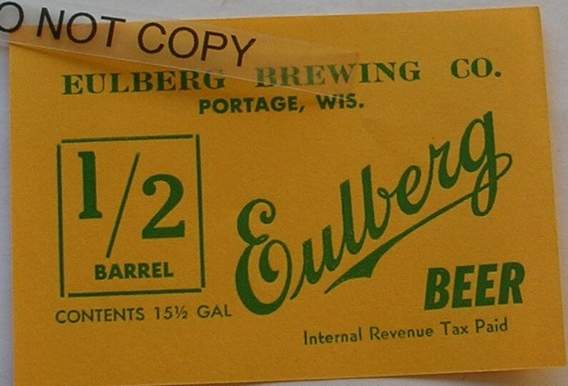 O NOT COPY
EULBERG BREWING CO.
PORTAGE, WIS.
1/2
BARREL
CONTENTS 15½ GAL
Eulberg
BEER
Internal Revenue Tax Paid